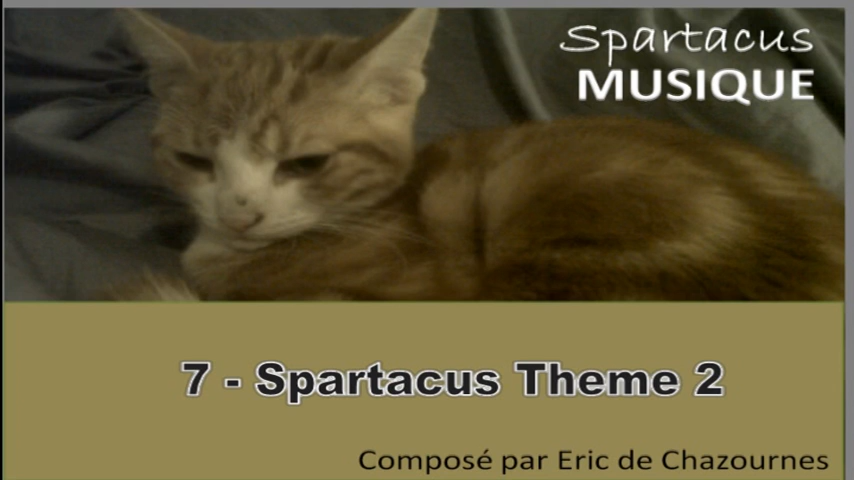 Spartacus
MUSIQUE
7 - Spartacus Theme 2
Composé par Eric de Chazournes